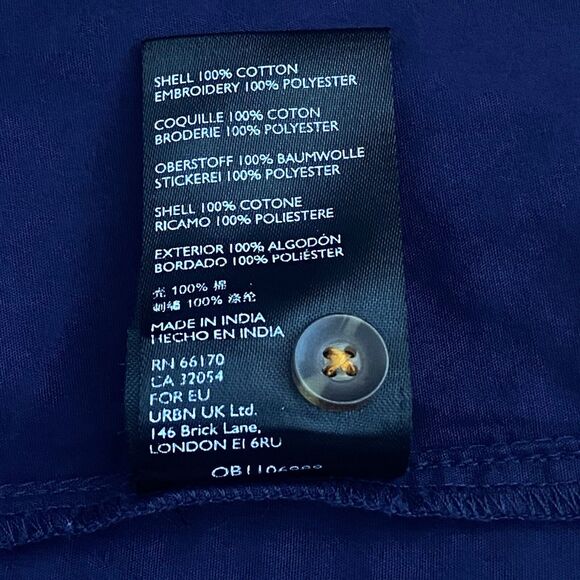 SHELL 100% COTTON
EMBROIDERY 100% POLYESTER
COQUILLE 100% COTON
BRODERIE 100% POLYESTER
OBERSTOFF 100% BAUMWOLLE
STICKEREI 100% POLYESTER
SHELL 100% COTONE
RICAMO 100% POLIESTERE
EXTERIOR 100% ALGODÓN
BORDADO 100% POLIÉSTER
壳 100% 棉
刺绣 100% 涤纶
MADE IN INDIA
HECHO EN INDIA
RN 66170
CA 32054
FOR EU
URBN UK Ltd.
146 Brick Lane,
LONDON E1 6RU